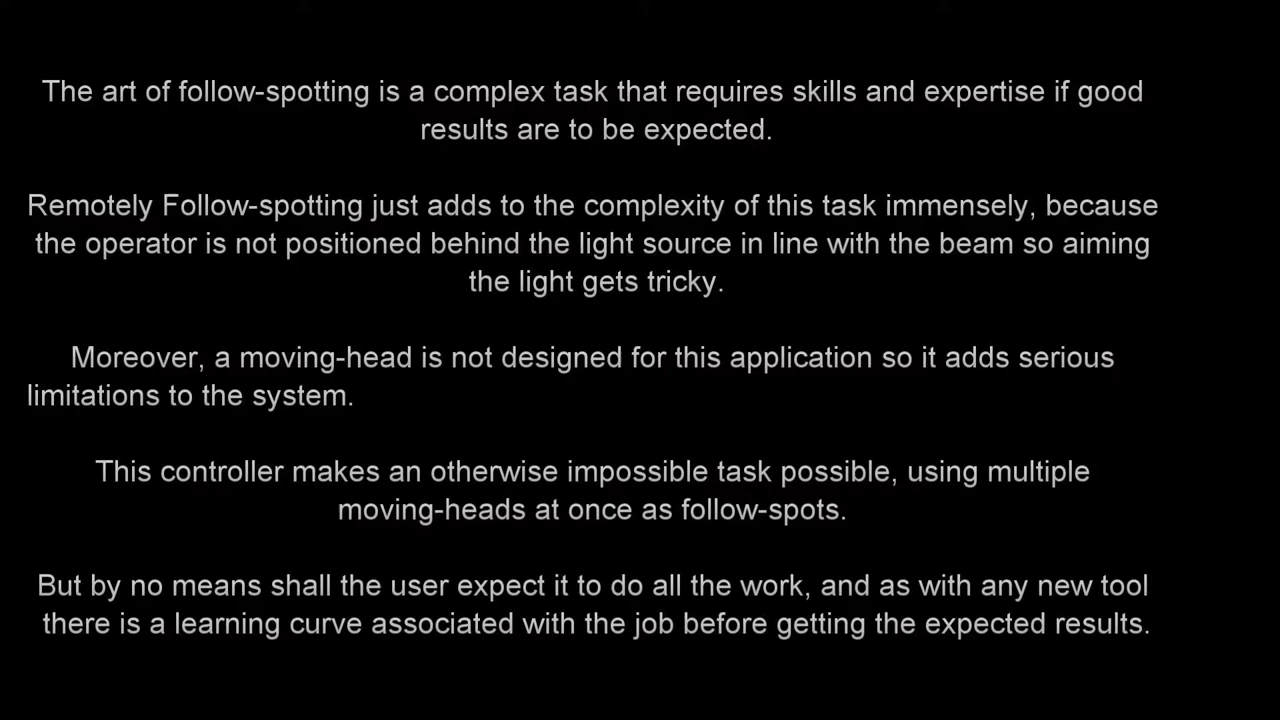 The art of follow-spotting is a complex task that requires skills and expertise if good
results are to be expected.
Remotely Follow-spotting just adds to the complexity of this task immensely, because
the operator is not positioned behind the light source in line with the beam so aiming
the light gets tricky.
Moreover, a moving-head is not designed for this application so it adds serious
limitations to the system.
This controller makes an otherwise impossible task possible, using multiple
moving-heads at once as follow-spots.
But by no means shall the user expect it to do all the work, and as with any new tool
there is a learning curve associated with the job before getting the expected results.